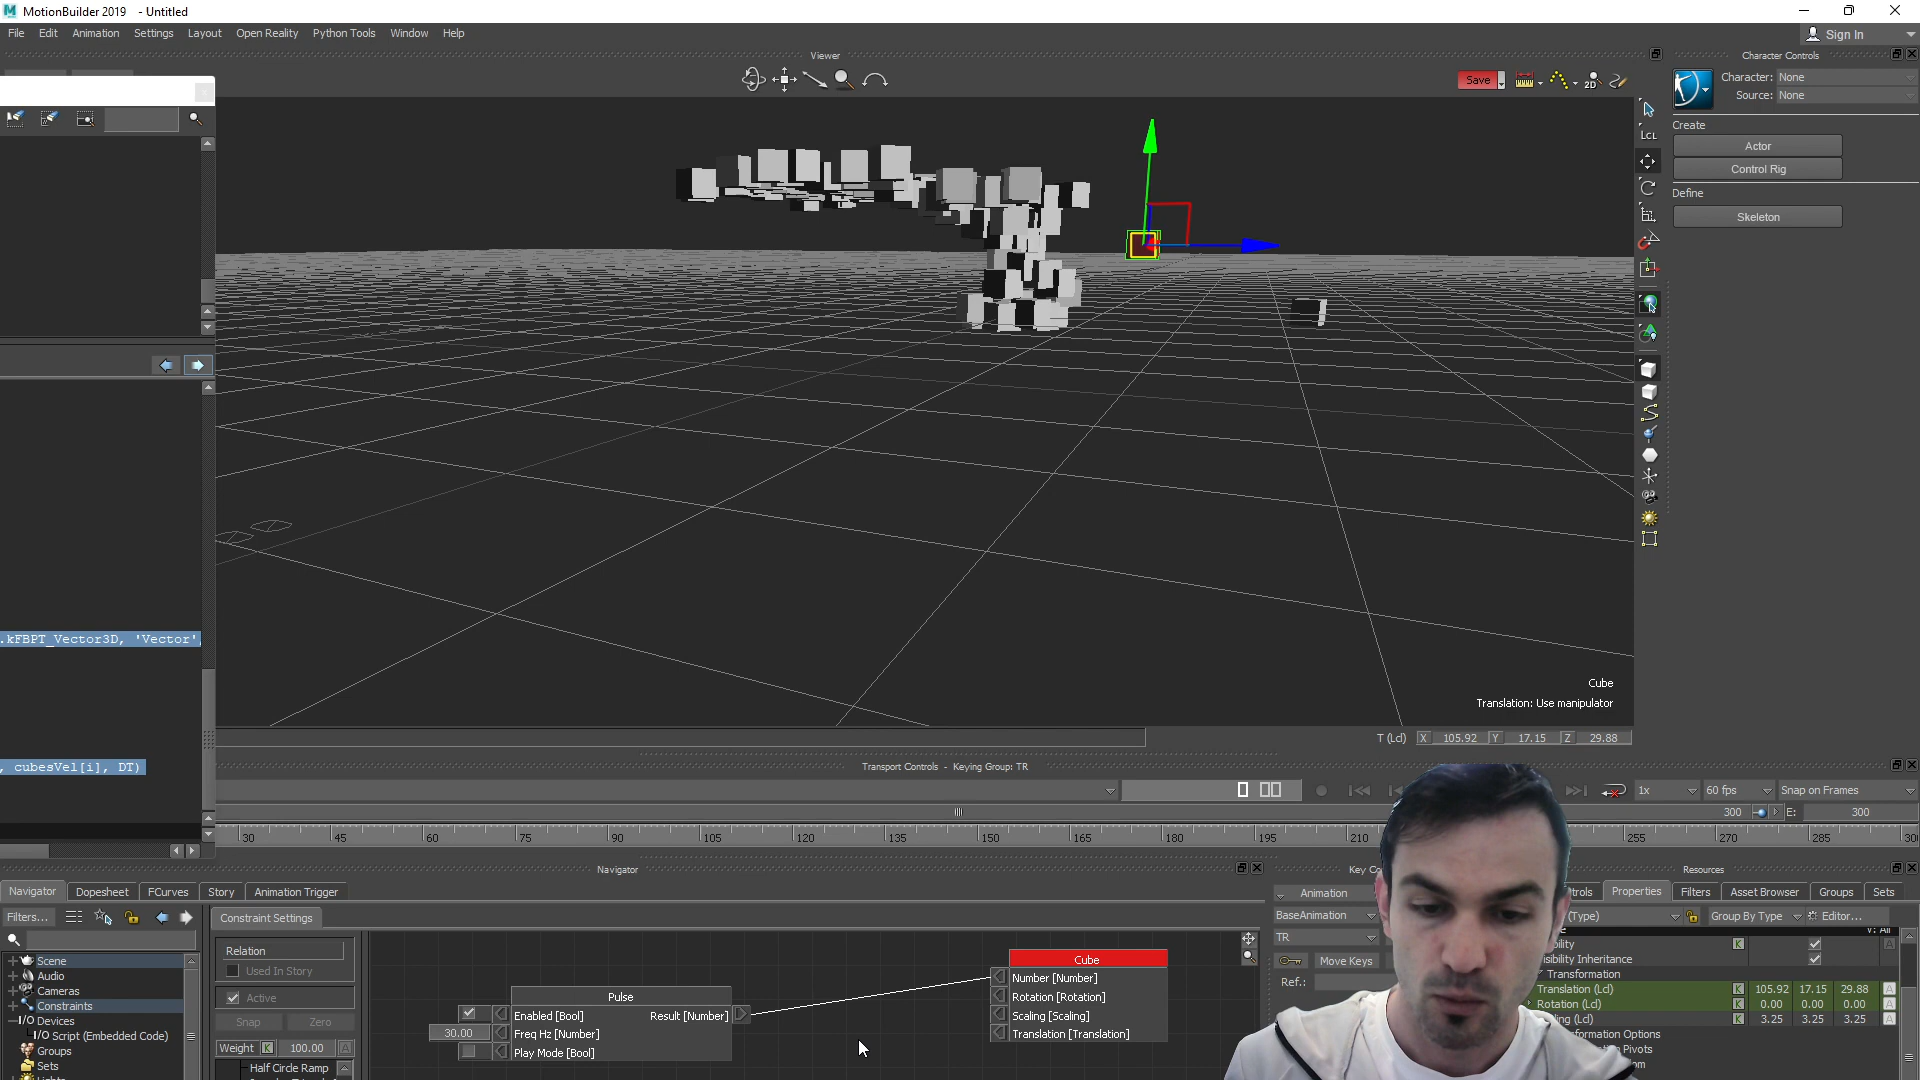 MotionBuilder 2019 - Untitled
File Edit Animation Settings Layout Open Reality Python Tools Window Help
Sign In
Viewer
Character Controls
Save
2D
Character: None
Source: None
Create
Actor
Control Rig
Define
Skeleton
LCL
.kFBPT_Vector3D, 'Vector',
, cubesVel[i], DT)
Cube
Translation: Use manipulator
T (Lcl) X 105.92 Y 17.15 Z 29.88
Transport Controls - Keying Group: TR
1x 60 fps Snap on Frames
300 E: 300
30 45 60 75 90 105 120 135 150 165 180 195 210 255 270 285 300
Navigator
Resources
Navigator Dopesheet FCurves Story Animation Trigger
Animation
Properties Filters Asset Browser Groups Sets
Filters...
Constraint Settings
BaseAnimation
(Type) Group By Type Editor...
Relation
Used In Story
Active
Snap Zero
Weight K 100.00 A
Half Circle Ramp
Scene
Audio
Cameras
Constraints
I/O Devices
I/O Script (Embedded Code)
Groups
Sets
Pulse
Enabled [Bool] Result [Number]
30.00 Freq Hz [Number]
Play Mode [Bool]
Cube
Number [Number]
Rotation [Rotation]
Scaling [Scaling]
Translation [Translation]
TR
Move Keys
Ref.:
Transformation
Translation (Lcl) K 105.92 17.15 29.88 A
Rotation (Lcl) K 0.00 0.00 0.00 A
K 3.25 3.25 3.25 A